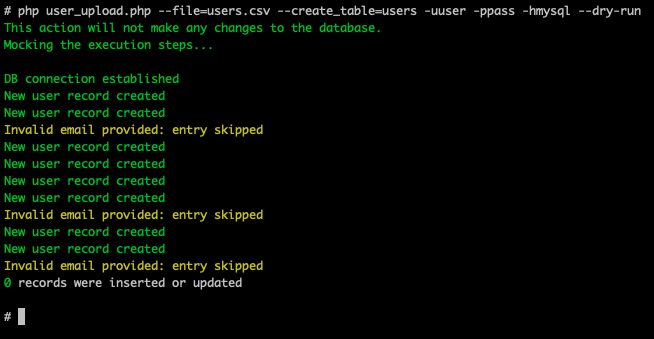 # php user_upload.php --file=users.csv --create_table=users -uuser -ppass -hmysql --dry-run
This action will not make any changes to the database.
Mocking the execution steps...
DB connection established
New user record created
New user record created
Invalid email provided: entry skipped
New user record created
New user record created
New user record created
New user record created
Invalid email provided: entry skipped
New user record created
New user record created
Invalid email provided: entry skipped
0 records were inserted or updated
#